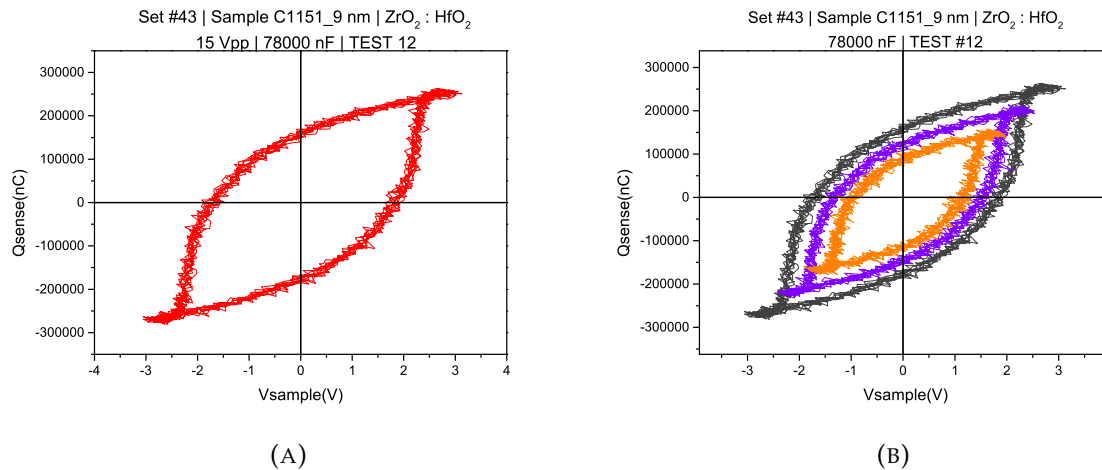 Set #43 | Sample C1151_9 nm | ZrO2 : HfO2
15 Vpp | 78000 nF | TEST 12
300000
200000
100000
0
-100000
-200000
-300000
Qsense(nC)
-4 -3 -2 -1 0 1 2 3 4
Vsample(V)
(A)
Set #43 | Sample C1151_9 nm | ZrO2 : HfO2
78000 nF | TEST #12
300000
200000
100000
0
-100000
-200000
-300000
Qsense(nC)
-3 -2 -1 0 1 2 3
Vsample(V)
(B)